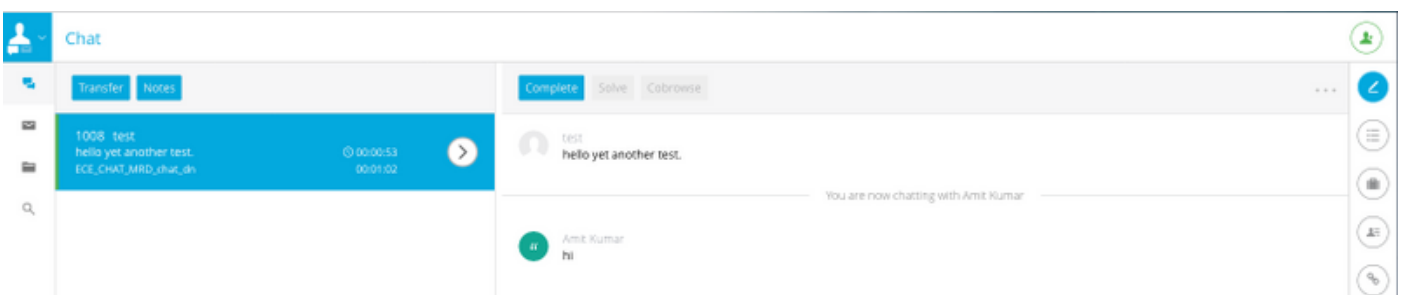 Chat
Transfer Notes
Complete Solve Cobrowse
1008 test
hello yet another test. 00:00:53
ECE_CHAT_MRD_chat_dn 00:01:02
test
hello yet another test.
You are now chatting with Amit Kumar
Amit Kumar
hi